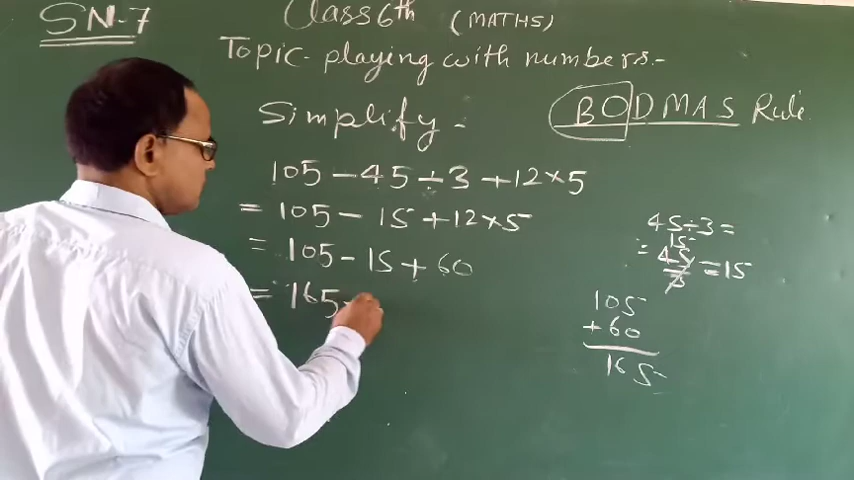 SN-7
Class 6th (MATHS)
Topic- playing with numbers.-
Simplify -
BODMAS Rule.
105 - 45 ÷ 3 + 12 × 5
= 105 - 15 + 12 × 5
= 105 - 15 + 60
= 165 -
45 ÷ 3 =
15
= 45/3 = 15
105
+ 60
165